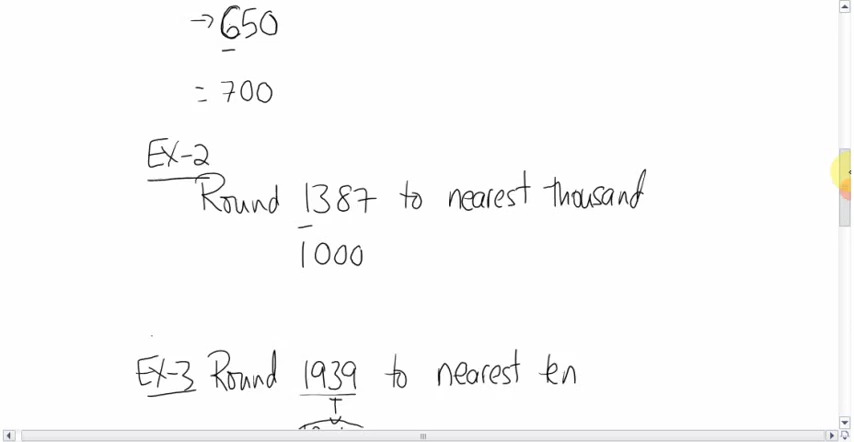 →650
= 700
EX-2
Round 1387 to nearest thousand
1000
EX-3 Round 1939 to nearest ten
T